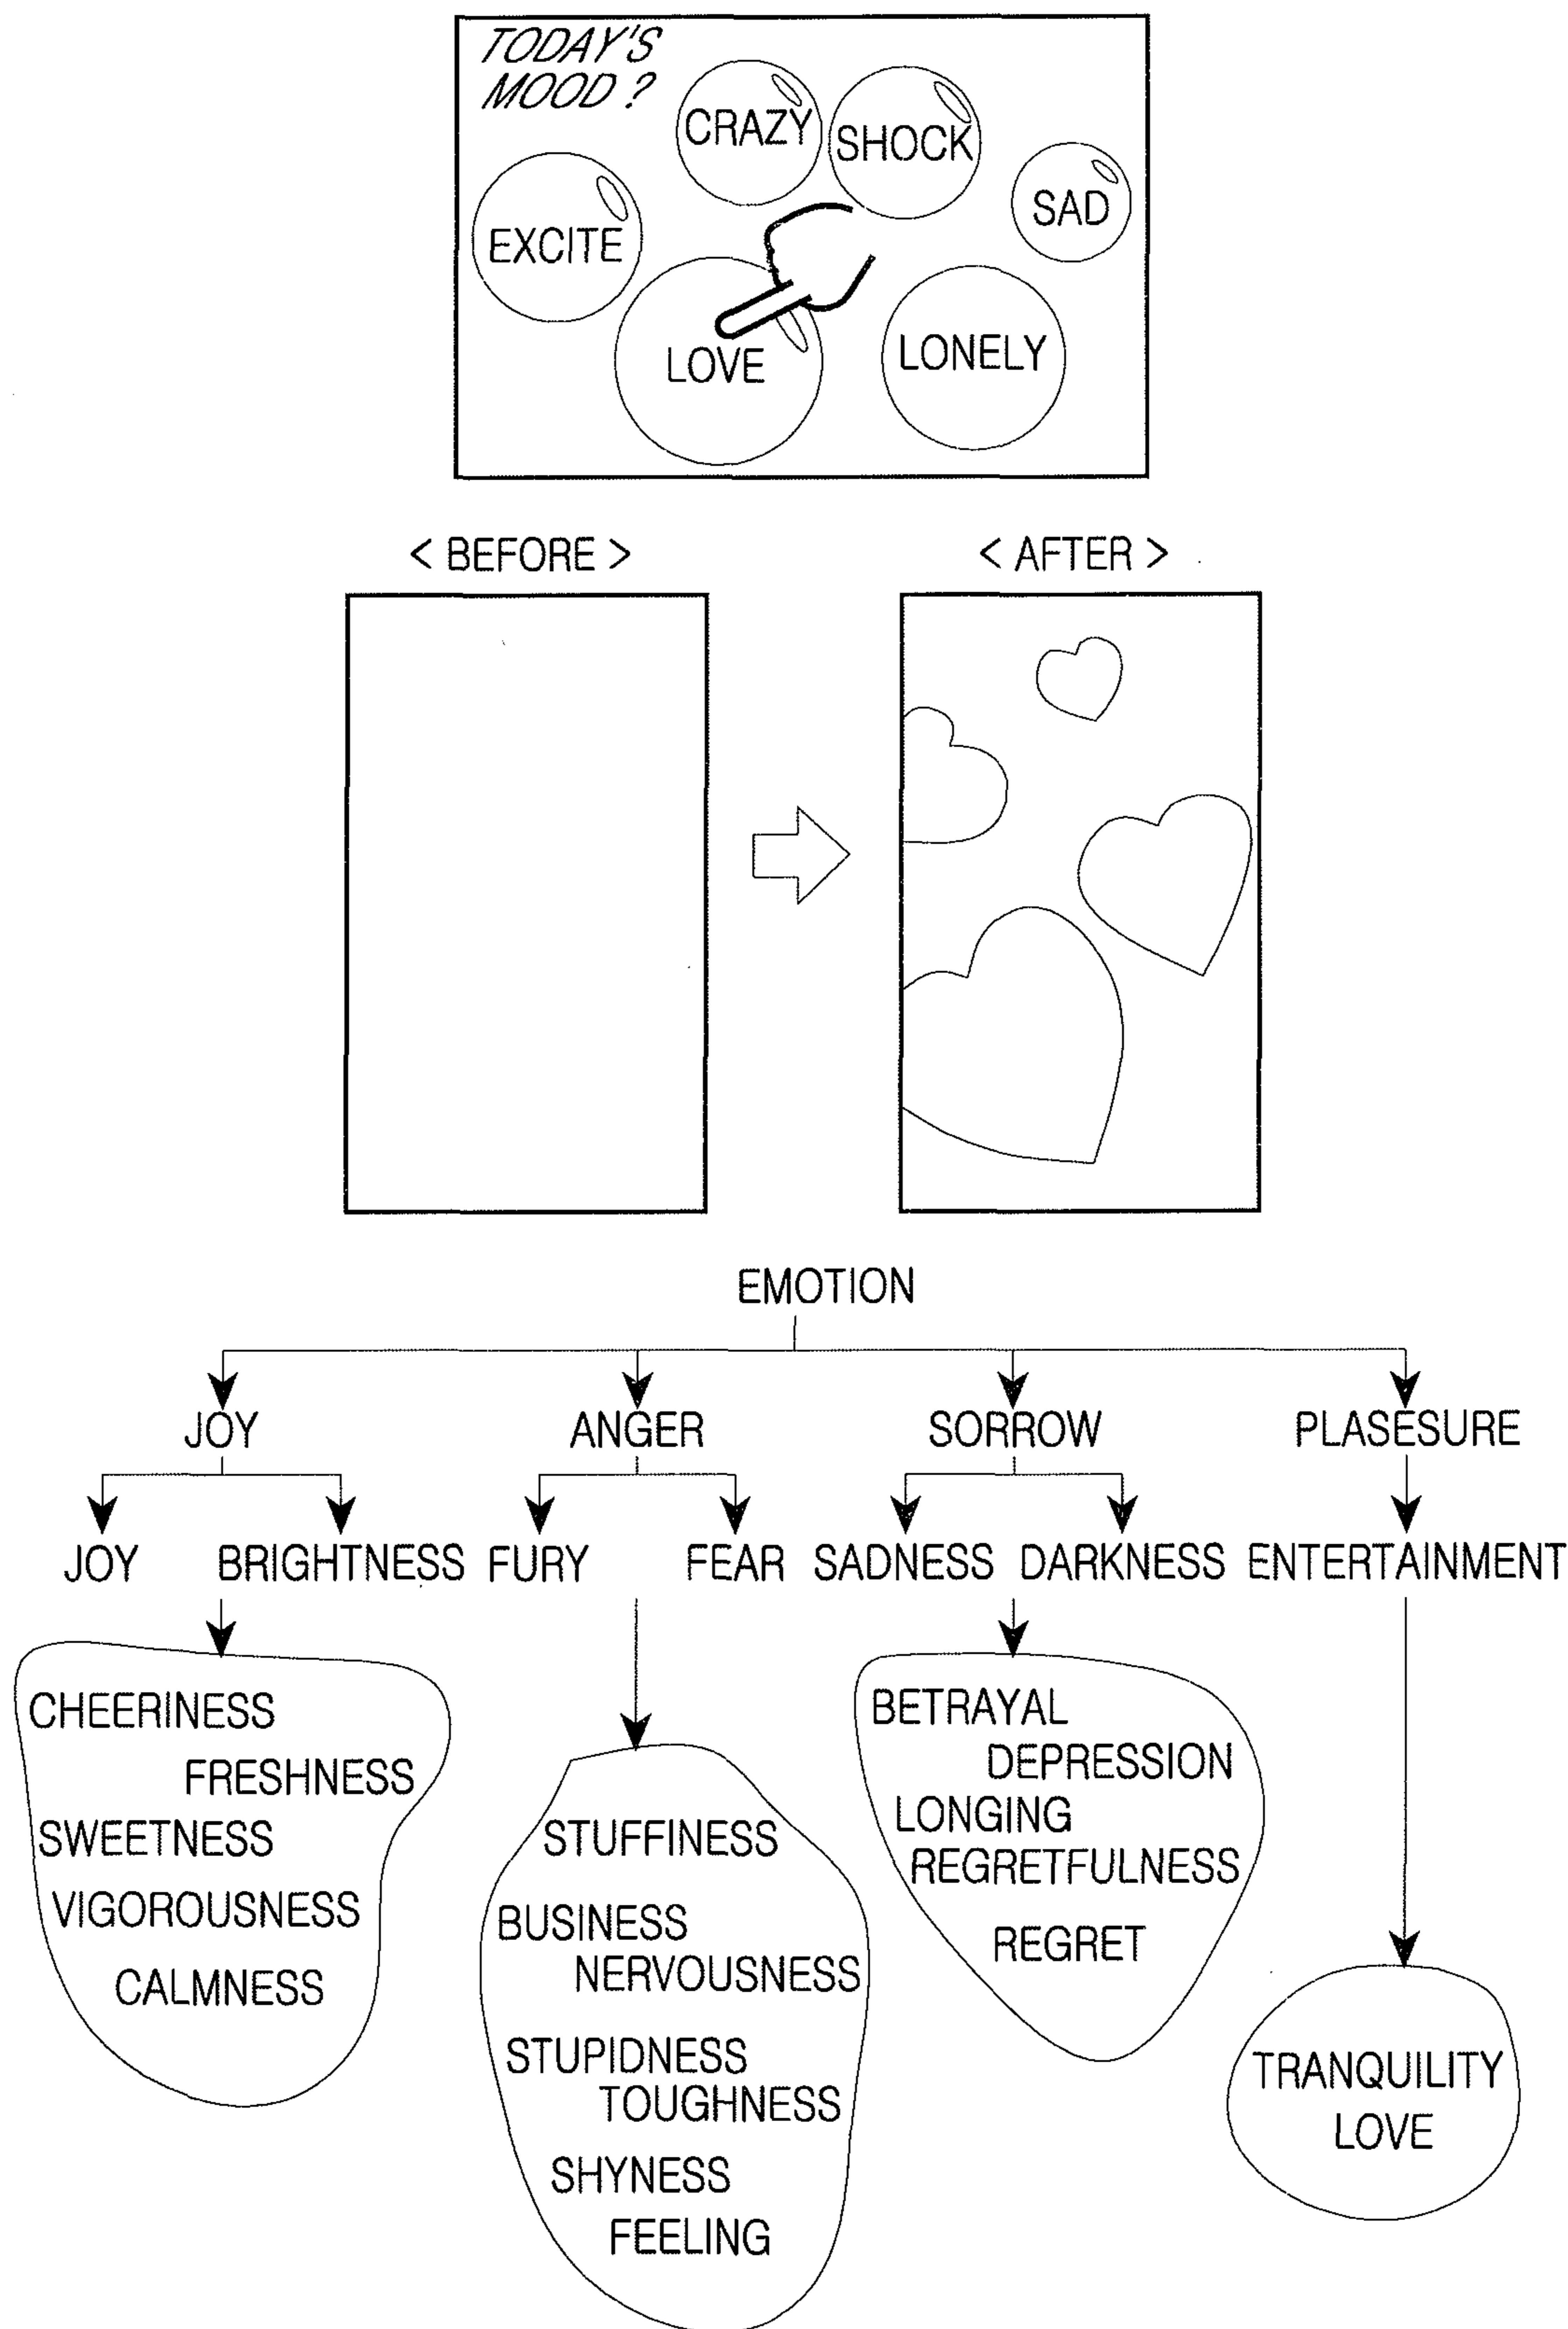 TODAY'S
MOOD ?
CRAZY
SHOCK
SAD
EXCITE
LOVE
LONELY
< BEFORE >
< AFTER >
EMOTION
JOY
ANGER
SORROW
PLASESURE
JOY
BRIGHTNESS
FURY
FEAR
SADNESS
DARKNESS
ENTERTAINMENT
CHEERINESS
FRESHNESS
SWEETNESS
VIGOROUSNESS
CALMNESS
STUFFINESS
BUSINESS
NERVOUSNESS
STUPIDNESS
TOUGHNESS
SHYNESS
FEELING
BETRAYAL
DEPRESSION
LONGING
REGRETFULNESS
REGRET
TRANQUILITY
LOVE